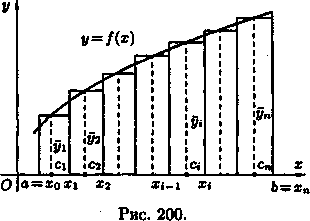 y
y = f(x)
ȳ₁ ȳ₂ ȳᵢ ȳₙ
c₁ c₂ cᵢ cₙ x
O a = x₀ x₁ x₂ xᵢ₋₁ xᵢ b = xₙ
Рис. 200.